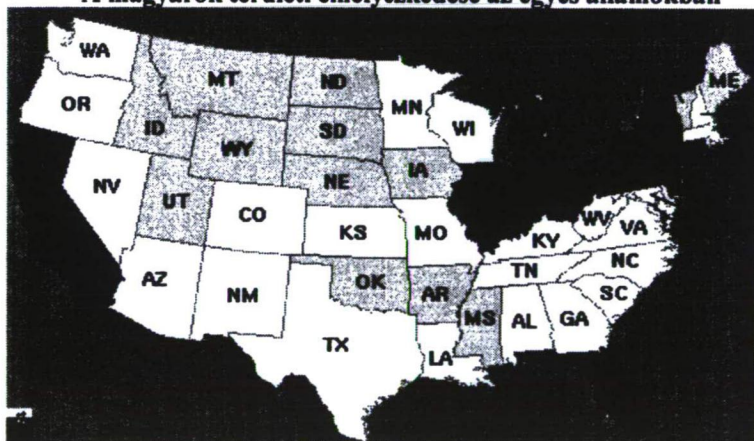 A magyarok területi elhelyezkedése az egyes államokban
WA
MT
ND
ME
OR
MN
ID
SD
WI
WY
IA
NE
NV
UT
CO
KS
MO
WV
VA
KY
NC
TN
AZ
OK
NM
AR
SC
MS
AL
GA
TX
LA